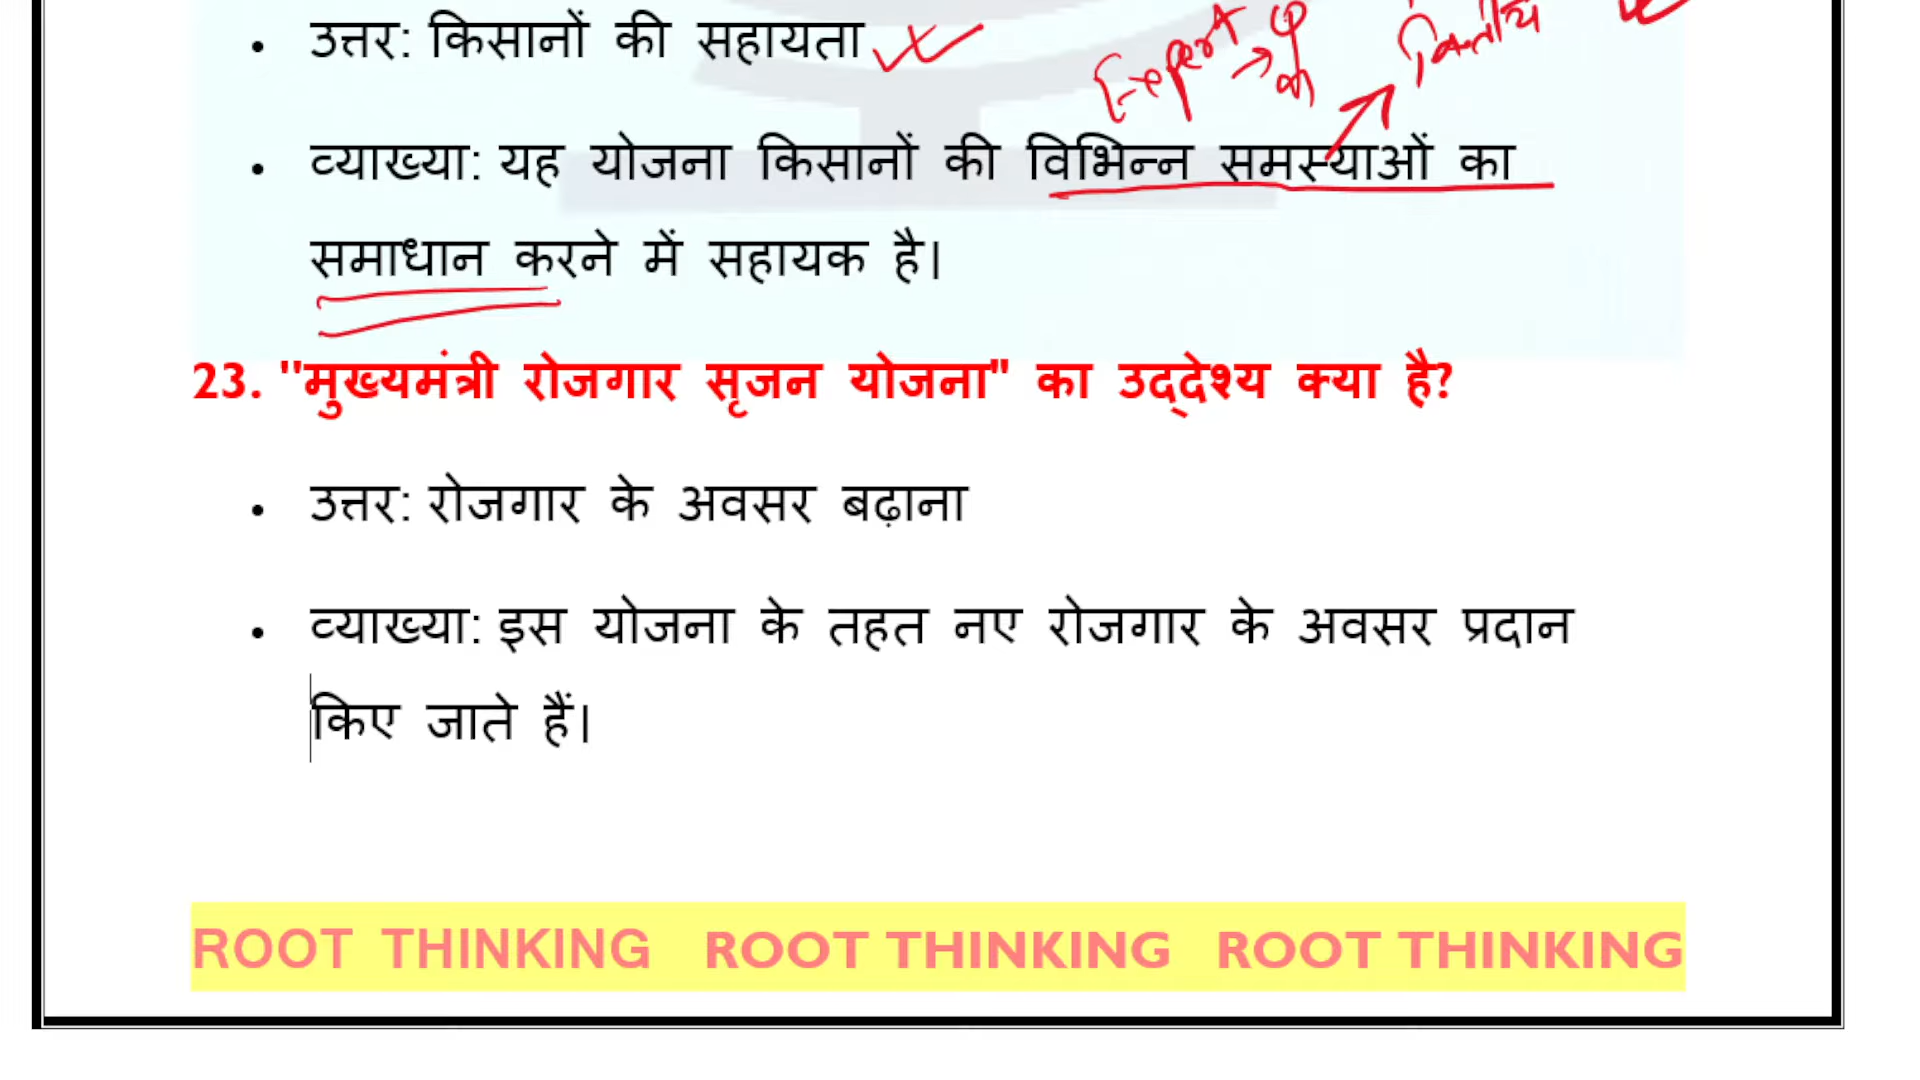 • उत्तर: किसानों की सहायता
Expert
• व्याख्या: यह योजना किसानों की विभिन्न समस्याओं का
समाधान करने में सहायक है।
23. "मुख्यमंत्री रोजगार सृजन योजना" का उद्देश्य क्या है?
• उत्तर: रोजगार के अवसर बढ़ाना
• व्याख्या: इस योजना के तहत नए रोजगार के अवसर प्रदान
किए जाते हैं।
ROOT THINKING ROOT THINKING ROOT THINKING